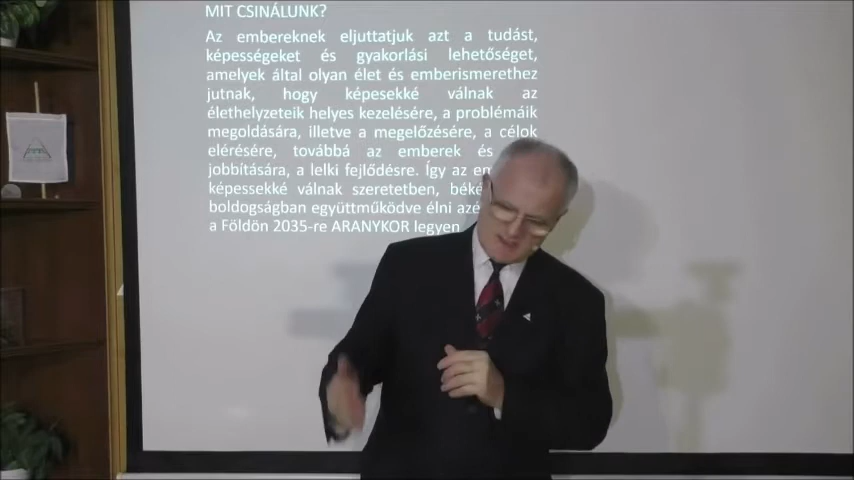 MIT CSINÁLUNK?
Az embereknek eljuttatjuk azt a tudást,
képességeket és gyakorlási lehetőséget,
amelyek által olyan élet és emberismerethez
jutnak, hogy képesekké válnak az
élethelyzeteik helyes kezelésére, a problémáik
megoldására, illetve a megelőzésére, a célok
elérésére, továbbá az emberek és
jobbítására, a lelki fejlődésre. Így az
képessekké válnak szeretetben,
boldogságban együttműködve élni
a Földön 2035-re ARANYKOR legyen